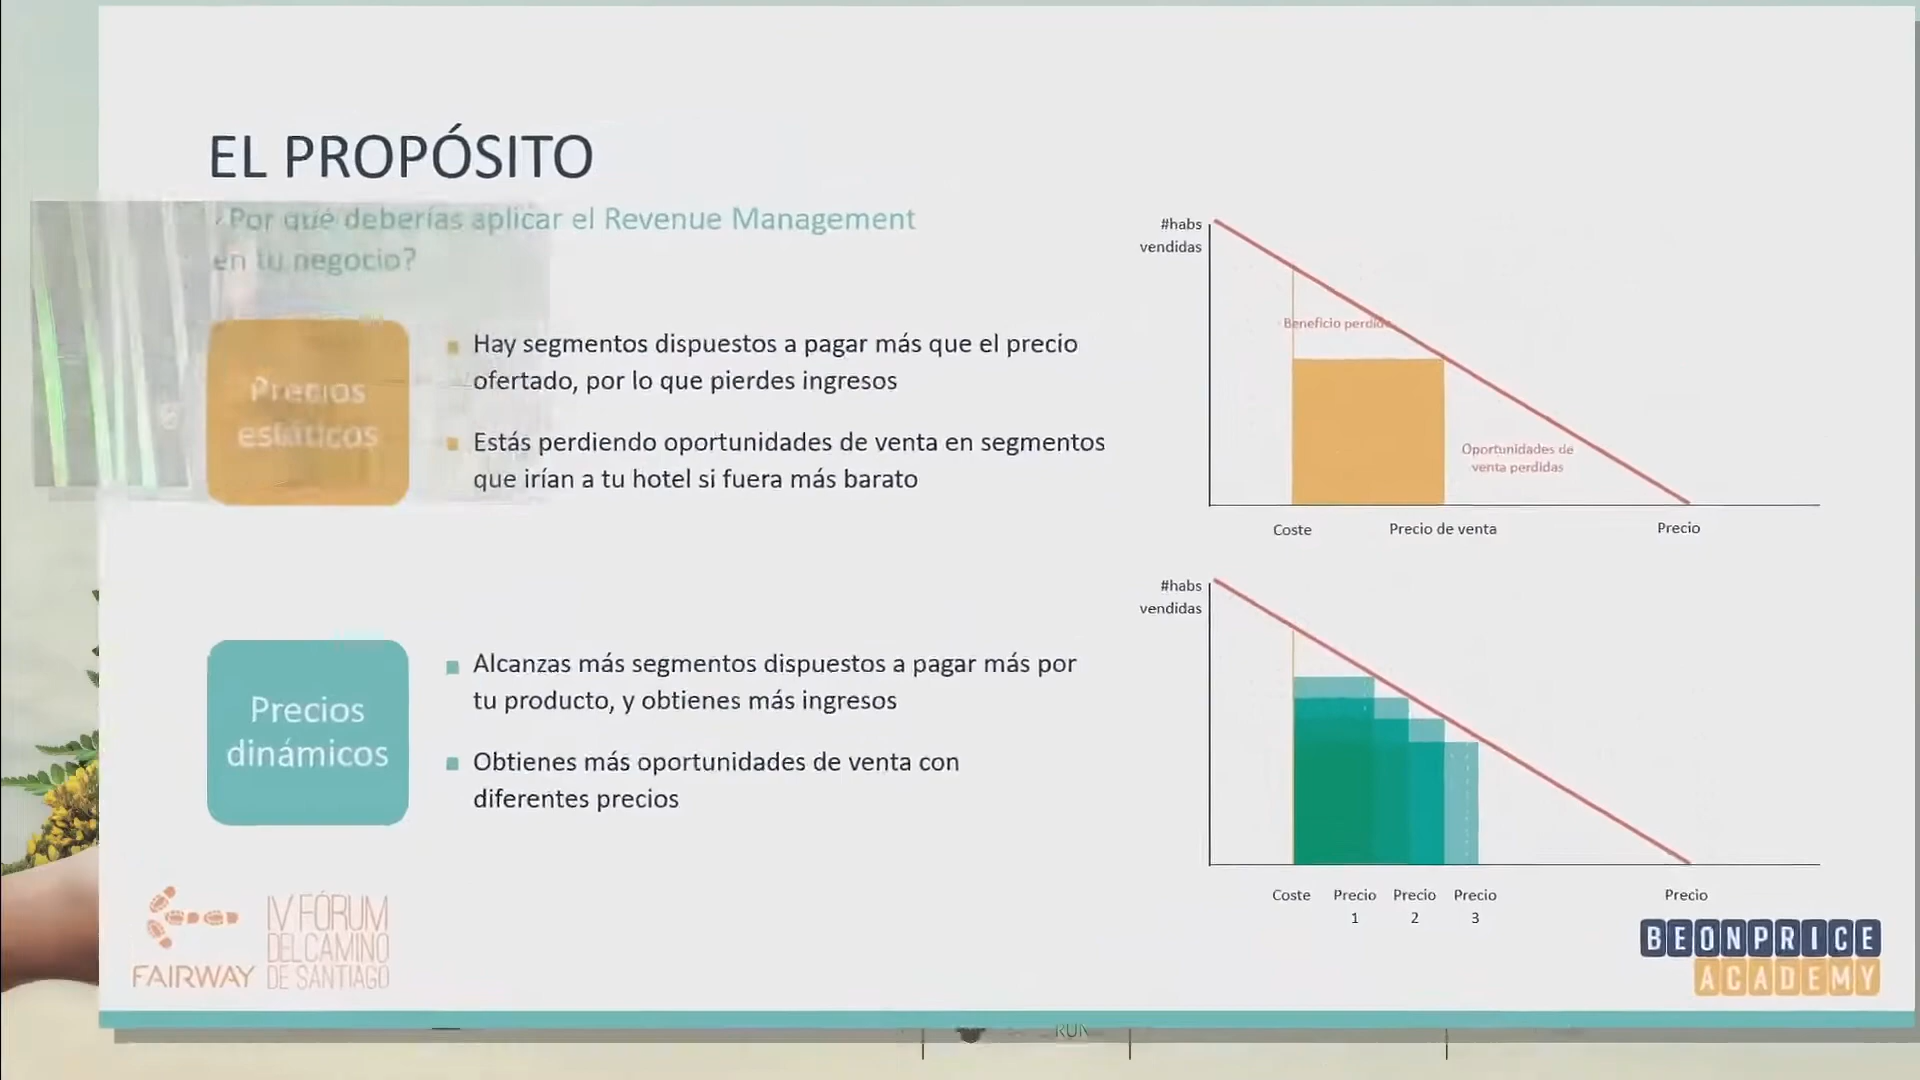 EL PROPÓSITO
¿Por qué deberías aplicar el Revenue Management
en tu negocio?
Precios
estáticos
Hay segmentos dispuestos a pagar más que el precio
ofertado, por lo que pierdes ingresos
Estás perdiendo oportunidades de venta en segmentos
que irían a tu hotel si fuera más barato
#habs
vendidas
Beneficio perdido
Oportunidades de
venta perdidas
Coste
Precio de venta
Precio
Precios
dinámicos
Alcanzas más segmentos dispuestos a pagar más por
tu producto, y obtienes más ingresos
Obtienes más oportunidades de venta con
diferentes precios
#habs
vendidas
Coste
Precio
1
Precio
2
Precio
3
Precio
FAIRWAY
IV FÓRUM
DEL CAMINO
DE SANTIAGO
BEONPRICE
ACADEMY
RUN